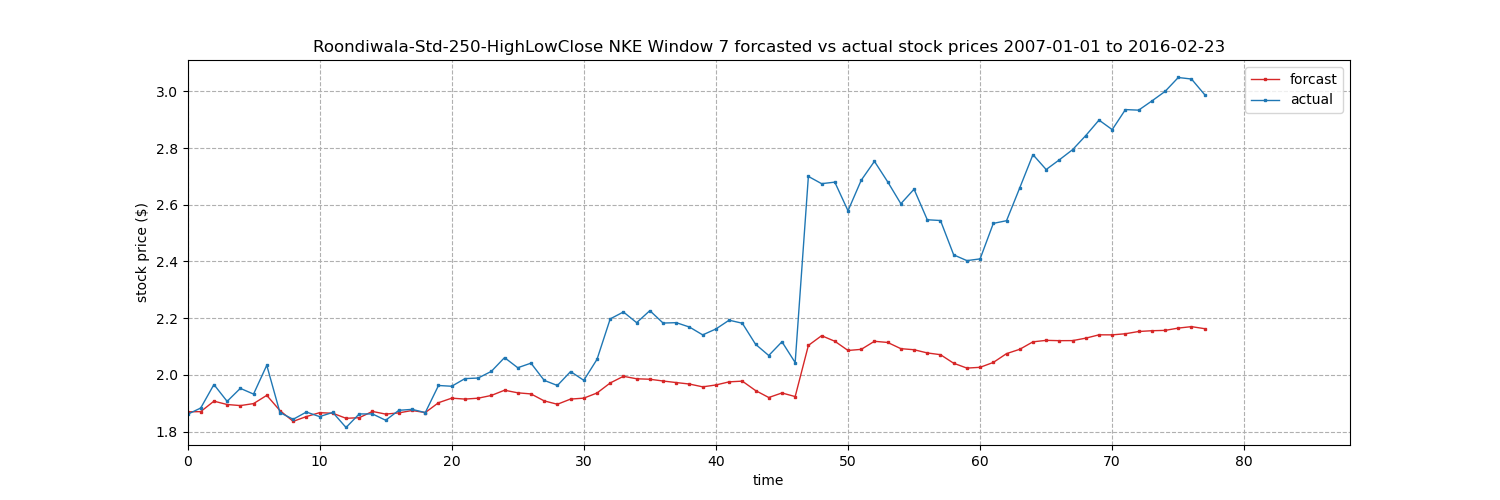 Roondiwala-Std-250-HighLowClose NKE Window 7 forcasted vs actual stock prices 2007-01-01 to 2016-02-23
forcast
actual
3.0
2.8
2.6
2.4
2.2
2.0
1.8
stock price ($)
0 10 20 30 40 50 60 70 80
time